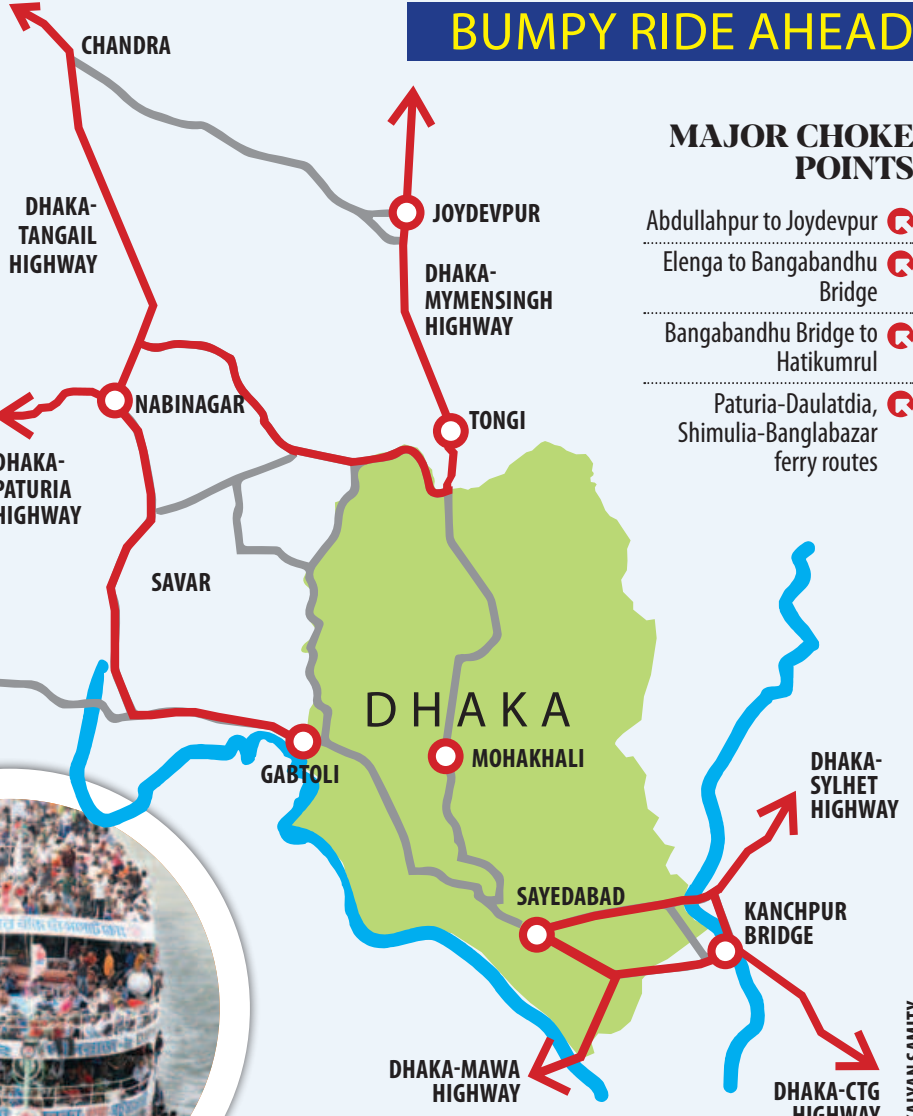 BUMPY RIDE AHEAD
CHANDRA
MAJOR CHOKE
POINTS
Abdullahpur to Joydevpur
Elenga to Bangabandhu
Bridge
Bangabandhu Bridge to
Hatikumrul
Paturia-Daulatdia,
Shimulia-Banglabazar
ferry routes
DHAKA-
TANGAIL
HIGHWAY
JOYDEVPUR
DHAKA-
MYMENSINGH
HIGHWAY
NABINAGAR
TONGI
DHAKA-
PATURIA
HIGHWAY
SAVAR
DHAKA
MOHAKHALI
GABTOLI
DHAKA-
SYLHET
HIGHWAY
SAYEDABAD
KANCHPUR
BRIDGE
DHAKA-MAWA
HIGHWAY
DHAKA-CTG
HIGHWAY
SAMITY